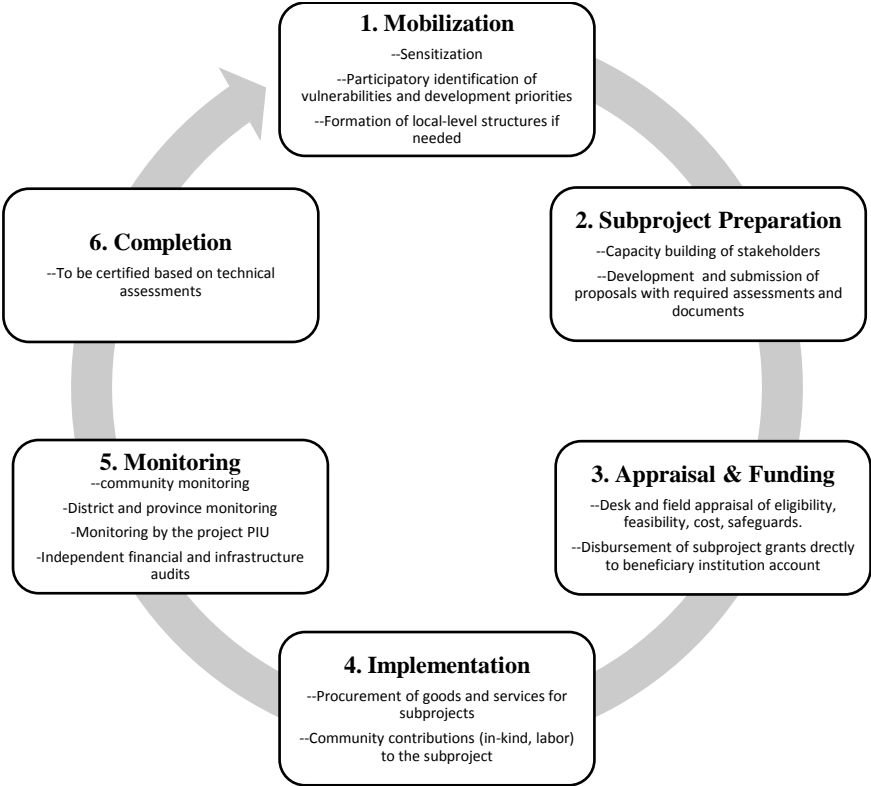 1. Mobilization
--Sensitization
--Participatory identification of
vulnerabilities and development priorities
--Formation of local-level structures if
needed
2. Subproject Preparation
--Capacity building of stakeholders
--Development and submission of
proposals with required assessments and
documents
3. Appraisal & Funding
--Desk and field appraisal of eligibility,
feasibility, cost, safeguards.
--Disbursement of subproject grants drectly
to beneficiary institution account
4. Implementation
--Procurement of goods and services for
subprojects
--Community contributions (in-kind, labor)
to the subproject
5. Monitoring
--community monitoring
-District and province monitoring
-Monitoring by the project PIU
-Independent financial and infrastructure
audits
6. Completion
--To be certified based on technical
assessments